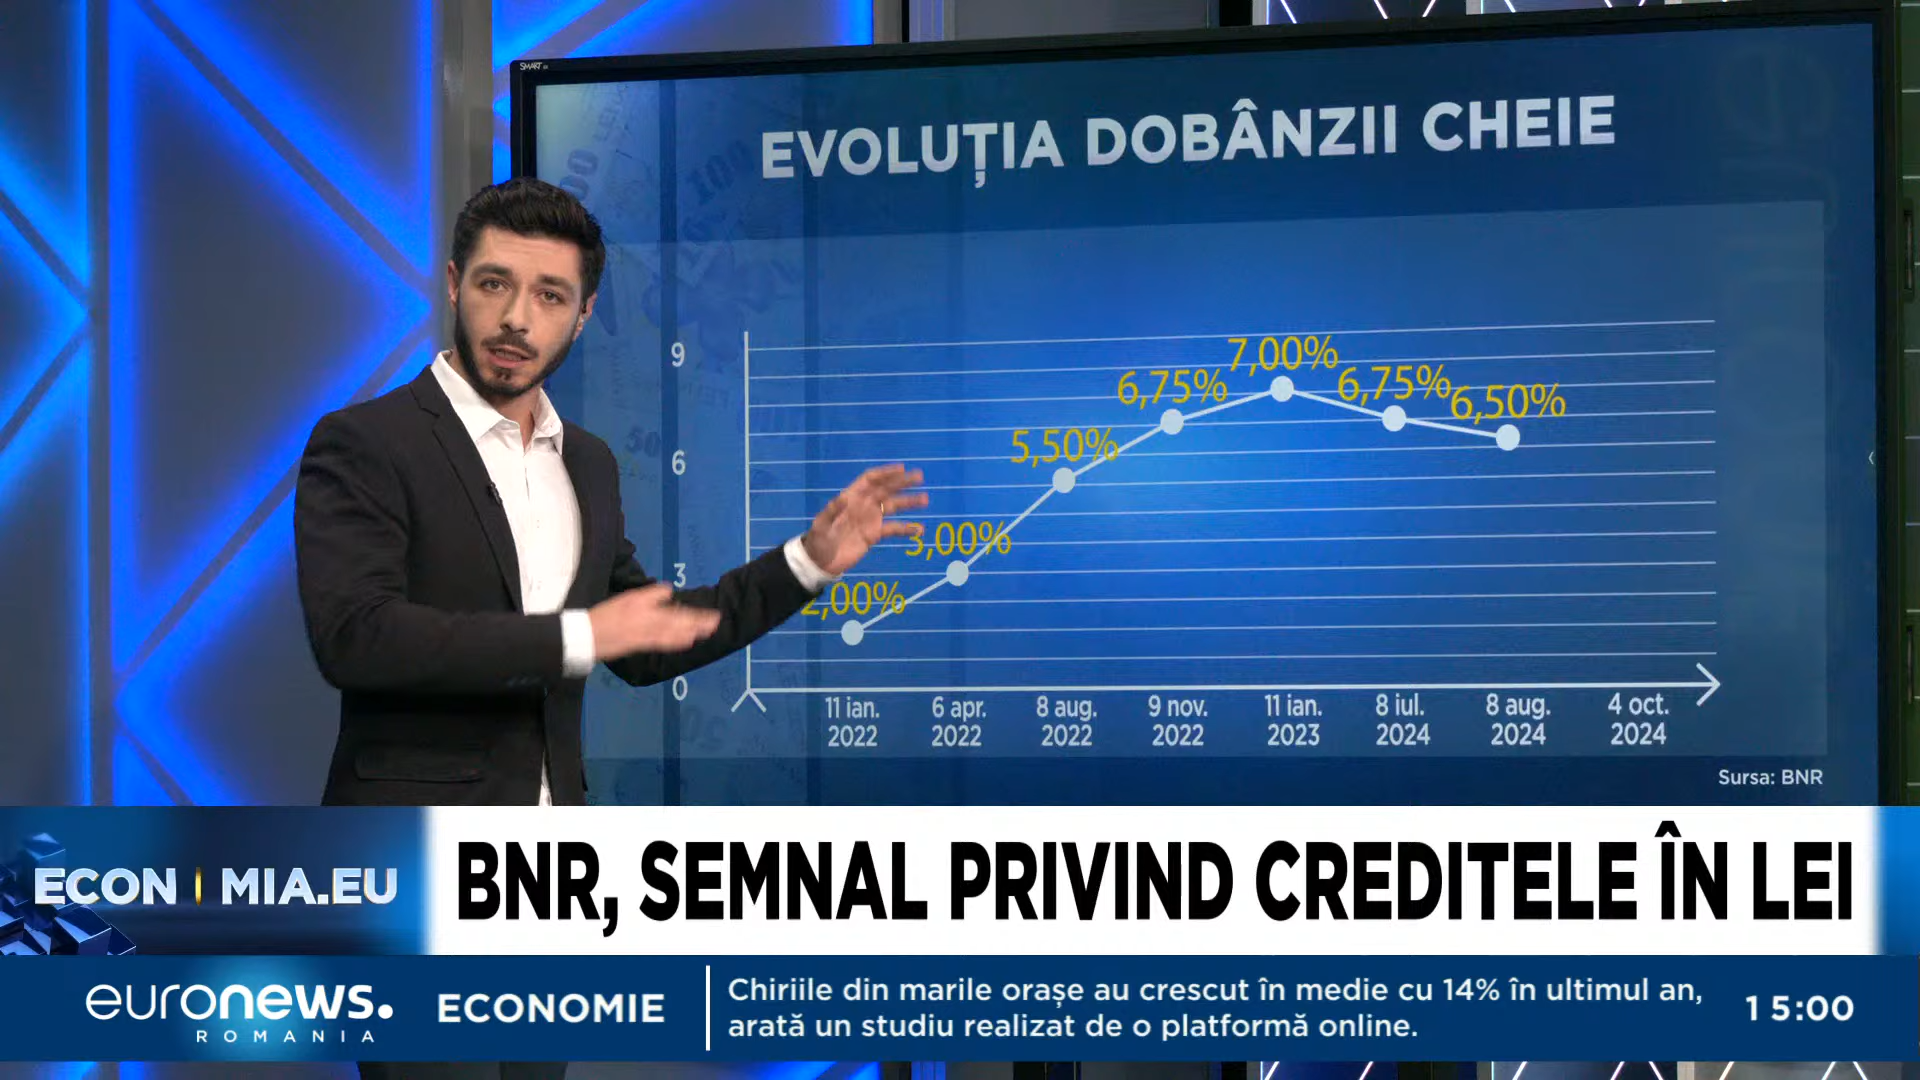 SMART
EVOLUȚIA DOBÂNZII CHEIE
9
6
3
0
2,00%
3,00%
5,50%
6,75%
7,00%
6,75%
6,50%
11 ian. 2022
6 apr. 2022
8 aug. 2022
9 nov. 2022
11 ian. 2023
8 iul. 2024
8 aug. 2024
4 oct. 2024
Sursa: BNR
ECONOMIA.EU
BNR, SEMNAL PRIVIND CREDITELE ÎN LEI
euronews.
ROMANIA
ECONOMIE
Chiriile din marile orașe au crescut în medie cu 14% în ultimul an,
arată un studiu realizat de o platformă online.
15:00